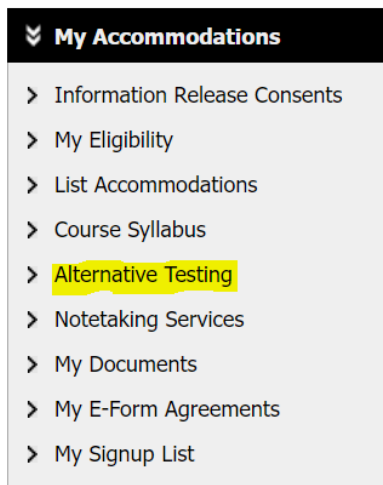 My Accommodations
Information Release Consents
My Eligibility
List Accommodations
Course Syllabus
Alternative Testing
Notetaking Services
My Documents
My E-Form Agreements
My Signup List